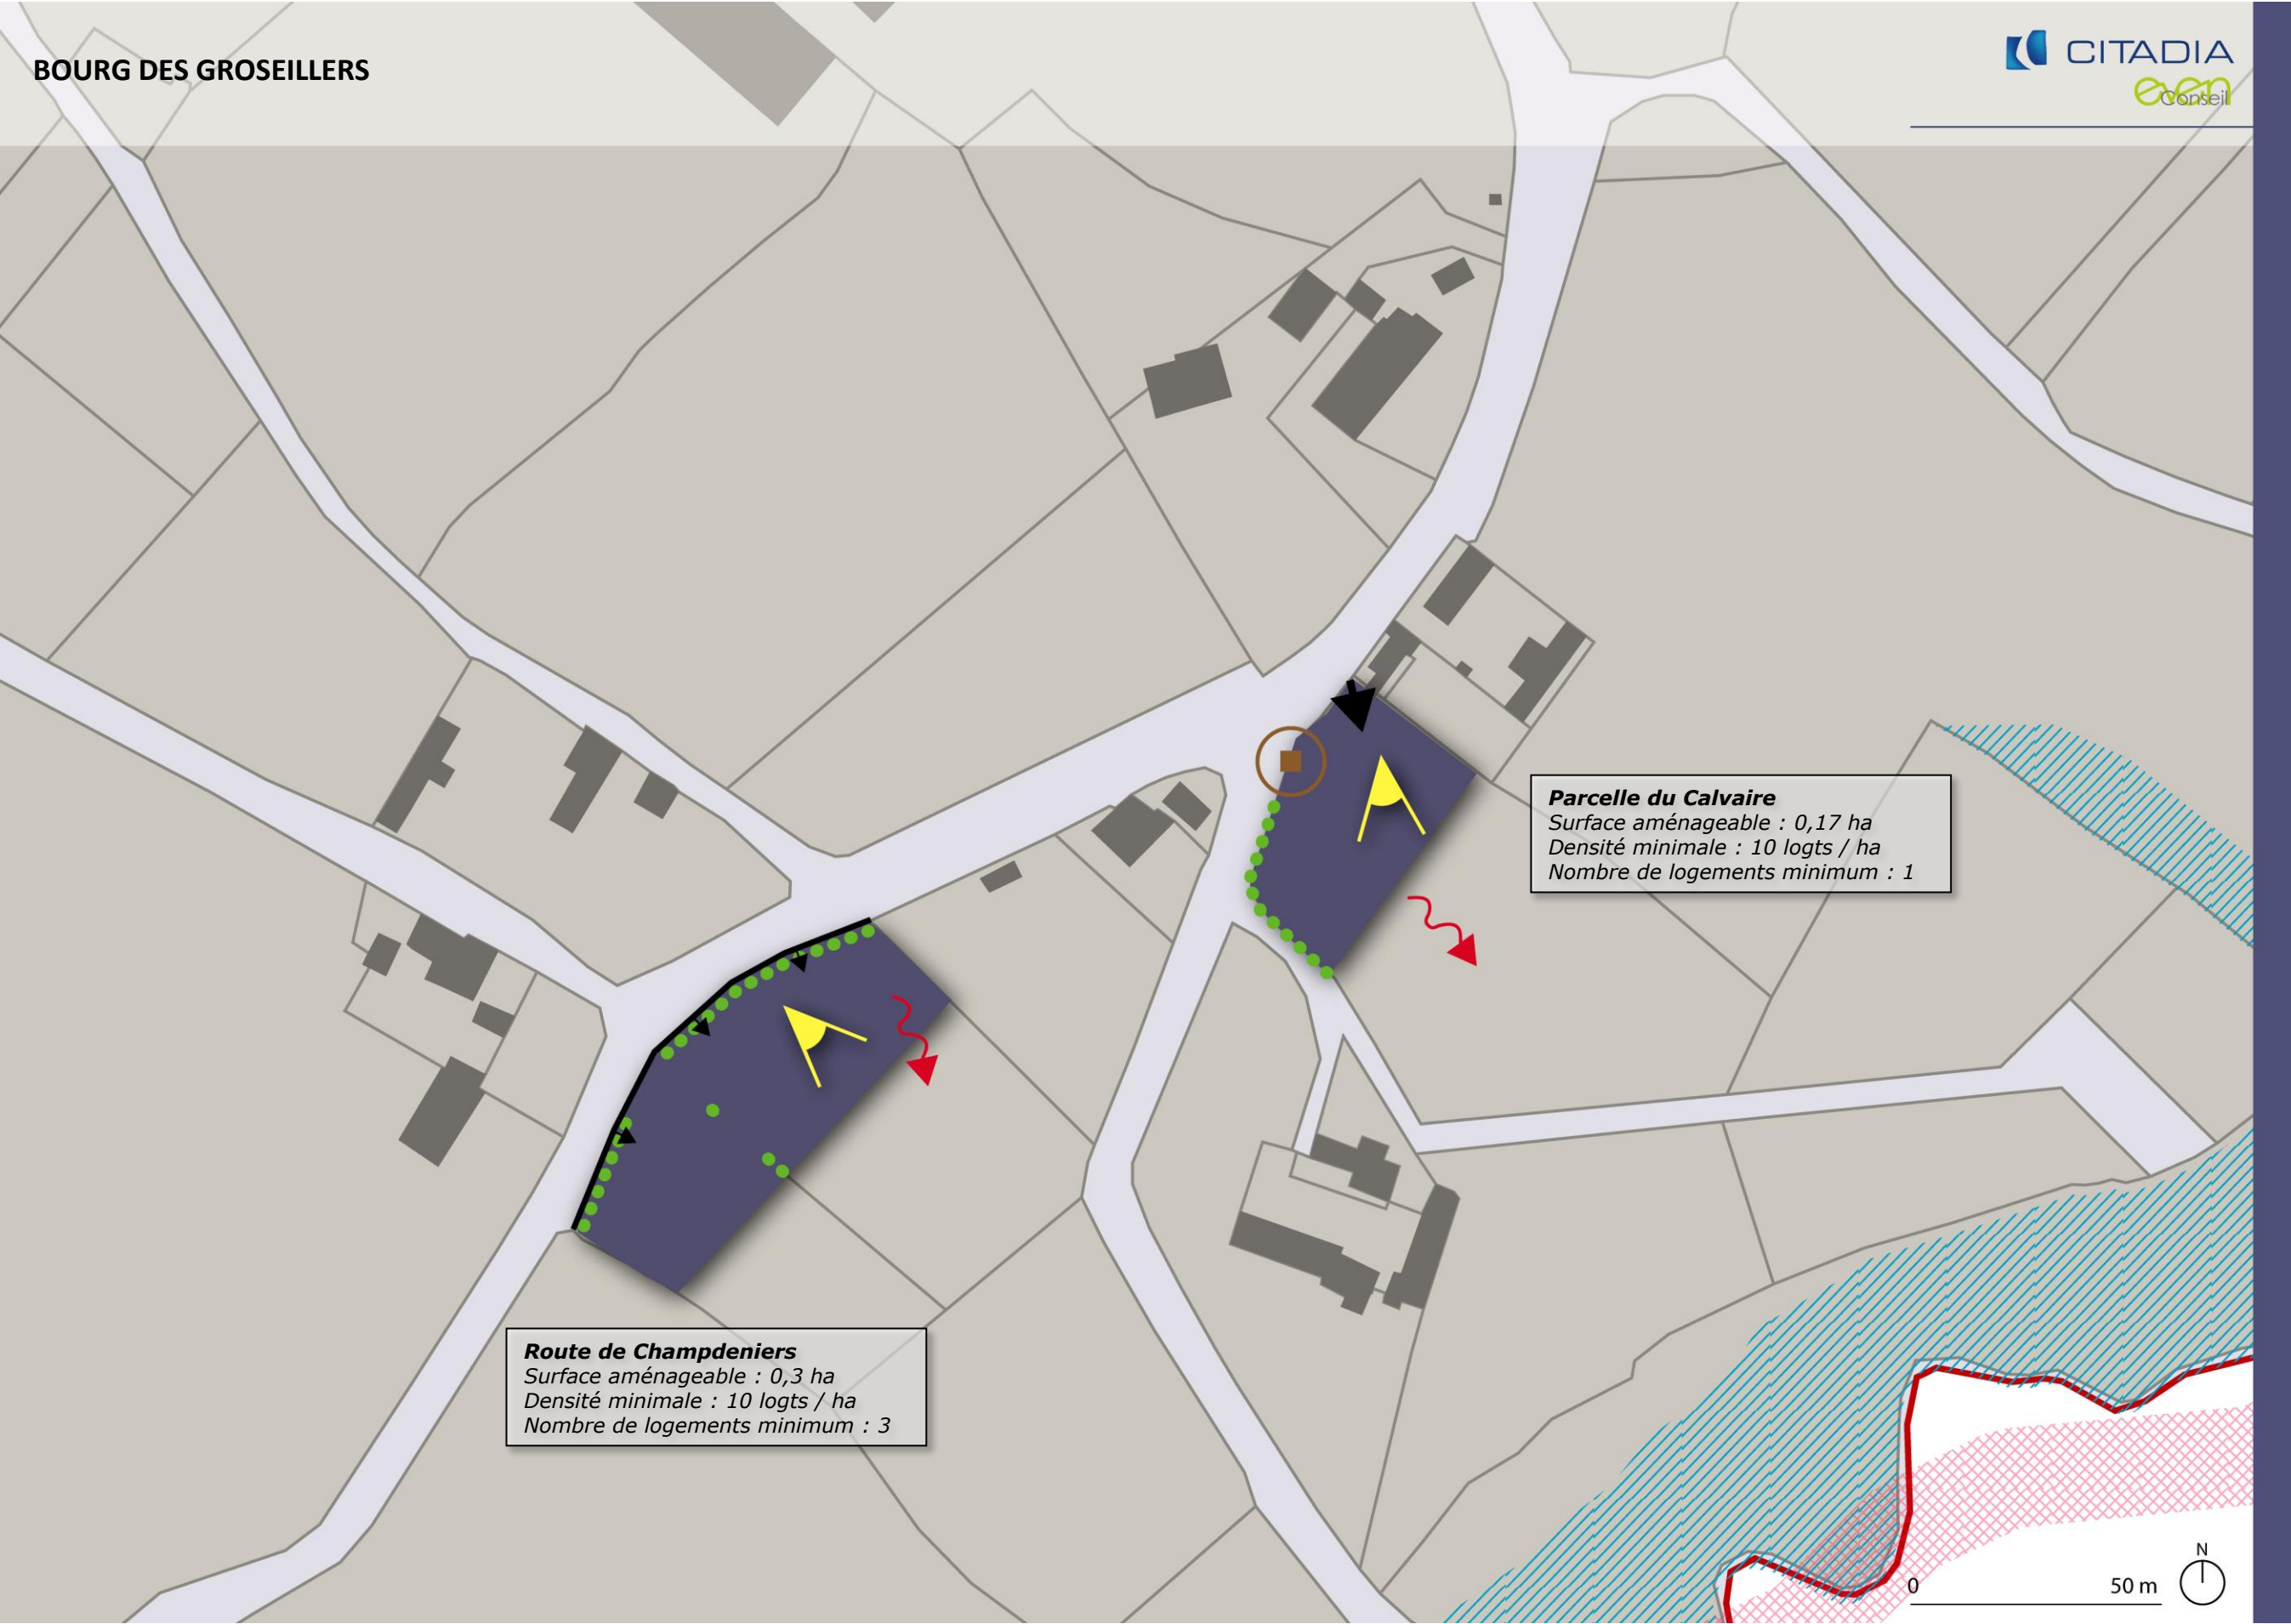 BOURG DES GROSEILLERS
CITADIA
even
Conseil
Parcelle du Calvaire
Surface aménageable : 0,17 ha
Densité minimale : 10 logts / ha
Nombre de logements minimum : 1
Route de Champdeniers
Surface aménageable : 0,3 ha
Densité minimale : 10 logts / ha
Nombre de logements minimum : 3
N
0 50 m